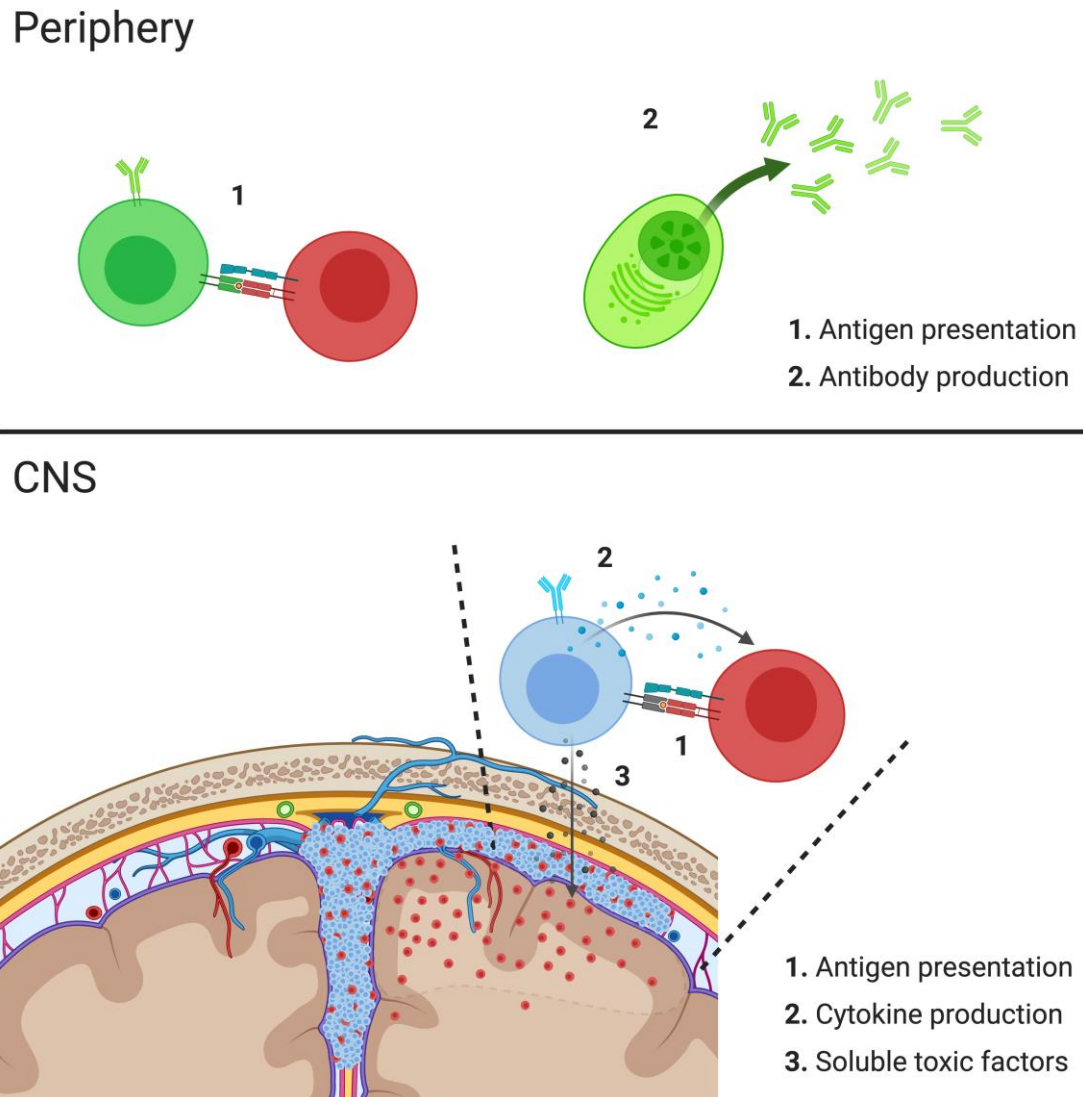 Periphery
1
2
1. Antigen presentation
2. Antibody production
CNS
2
1
3
1. Antigen presentation
2. Cytokine production
3. Soluble toxic factors